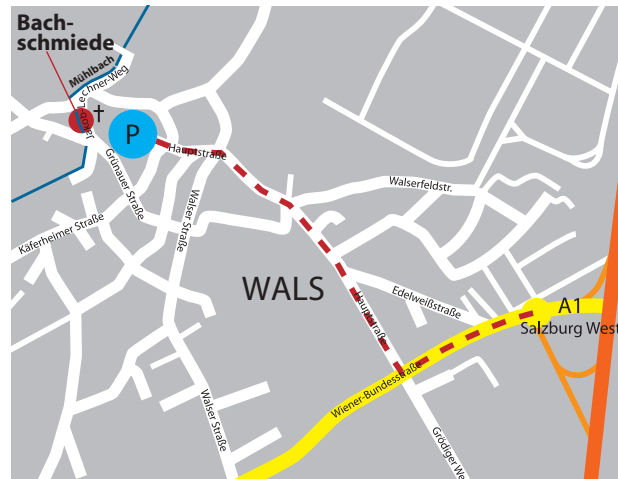 Bach-
schmiede
Mühlbach
chner-Weg
†
P
Hauptstraße
Grünauer Straße
Walser Straße
Walserfeldstr.
Käferheimer Straße
WALS
Hauptstraße
Edelweißstraße
A1
Salzburg West
Wiener-Bundesstraße
Walser Straße
Grödiger We